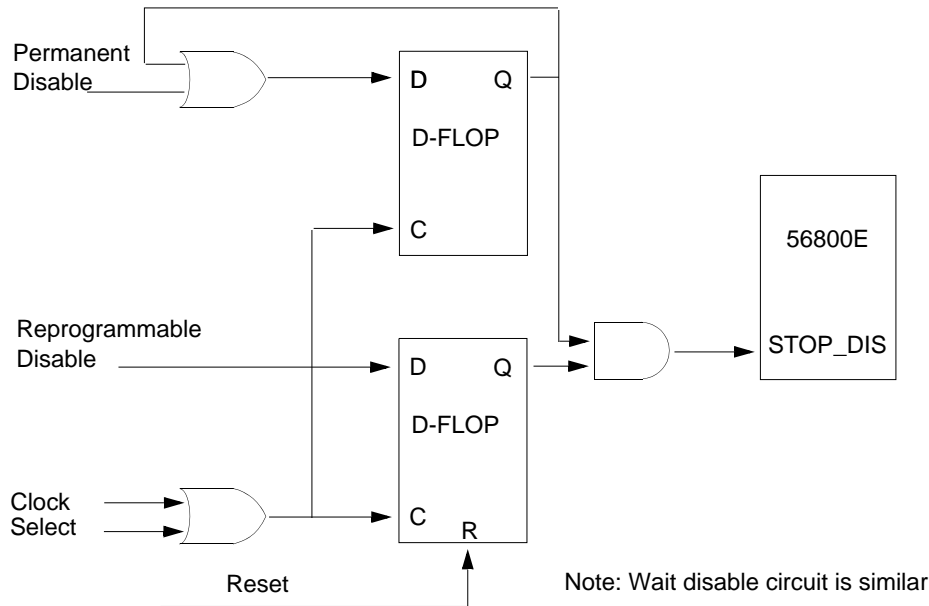 Permanent
Disable
D
Q
D-FLOP
C
56800E
STOP_DIS
Reprogrammable
Disable
D
Q
D-FLOP
C
R
Clock
Select
Reset
Note: Wait disable circuit is similar